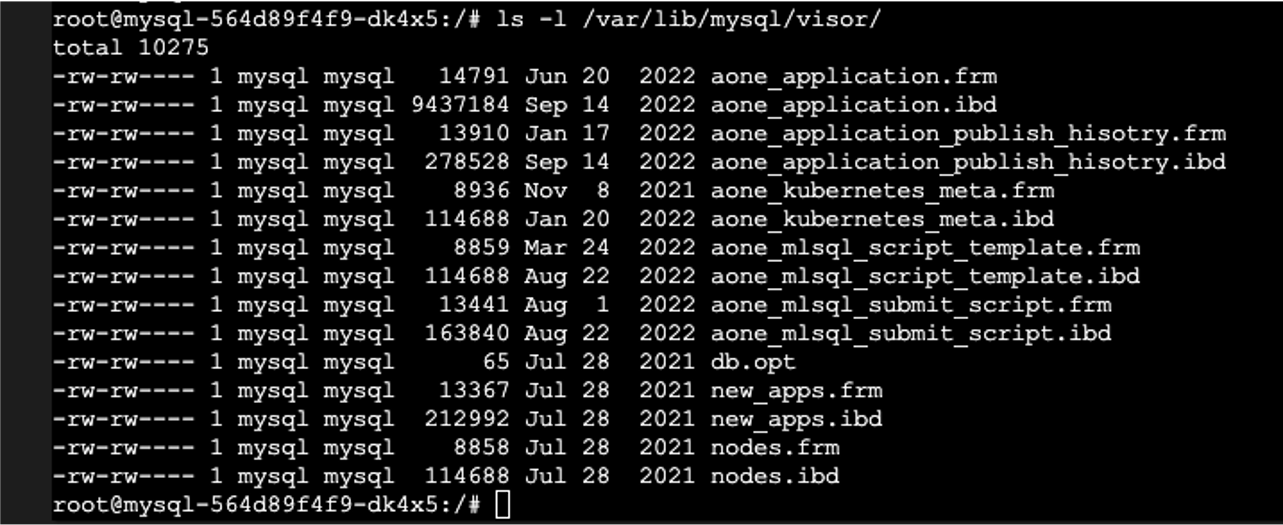 root@mysql-564d89f4f9-dk4x5:/# ls -l /var/lib/mysql/visor/
total 10275
-rw-rw---- 1 mysql mysql   14791 Jun 20  2022 aone_application.frm
-rw-rw---- 1 mysql mysql 9437184 Sep 14  2022 aone_application.ibd
-rw-rw---- 1 mysql mysql   13910 Jan 17  2022 aone_application_publish_hisotry.frm
-rw-rw---- 1 mysql mysql  278528 Sep 14  2022 aone_application_publish_hisotry.ibd
-rw-rw---- 1 mysql mysql    8936 Nov  8  2021 aone_kubernetes_meta.frm
-rw-rw---- 1 mysql mysql  114688 Jan 20  2022 aone_kubernetes_meta.ibd
-rw-rw---- 1 mysql mysql    8859 Mar 24  2022 aone_mlsql_script_template.frm
-rw-rw---- 1 mysql mysql  114688 Aug 22  2022 aone_mlsql_script_template.ibd
-rw-rw---- 1 mysql mysql   13441 Aug  1  2022 aone_mlsql_submit_script.frm
-rw-rw---- 1 mysql mysql  163840 Aug 22  2022 aone_mlsql_submit_script.ibd
-rw-rw---- 1 mysql mysql      65 Jul 28  2021 db.opt
-rw-rw---- 1 mysql mysql   13367 Jul 28  2021 new_apps.frm
-rw-rw---- 1 mysql mysql  212992 Jul 28  2021 new_apps.ibd
-rw-rw---- 1 mysql mysql    8858 Jul 28  2021 nodes.frm
-rw-rw---- 1 mysql mysql  114688 Jul 28  2021 nodes.ibd
root@mysql-564d89f4f9-dk4x5:/#